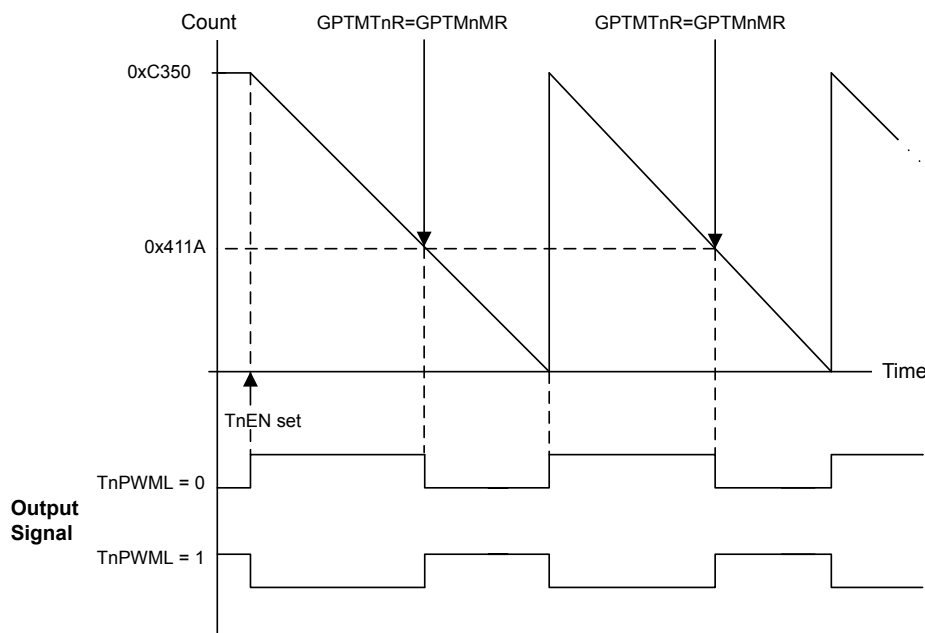 Count
GPTMTnR=GPTMnMR
GPTMTnR=GPTMnMR
0xC350
0x411A
Time
TnEN set
TnPWML = 0
Output
Signal
TnPWML = 1